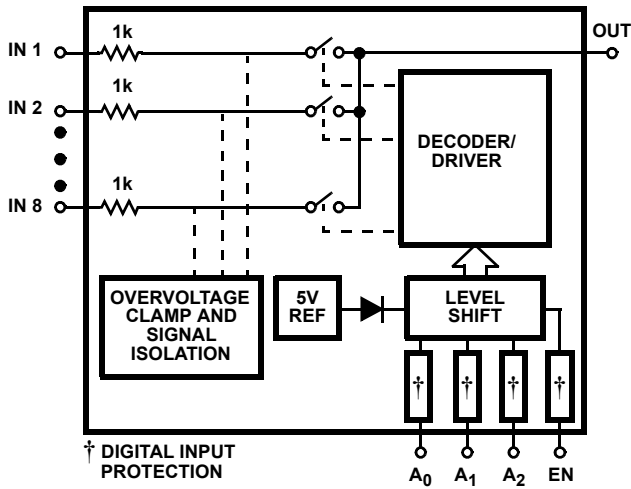 1k
OUT
IN 1
1k
IN 2
DECODER/
DRIVER
1k
IN 8
OVERVOLTAGE
CLAMP AND
SIGNAL
ISOLATION
5V
REF
LEVEL
SHIFT
† † † †
† DIGITAL INPUT
PROTECTION
A0 A1 A2 EN